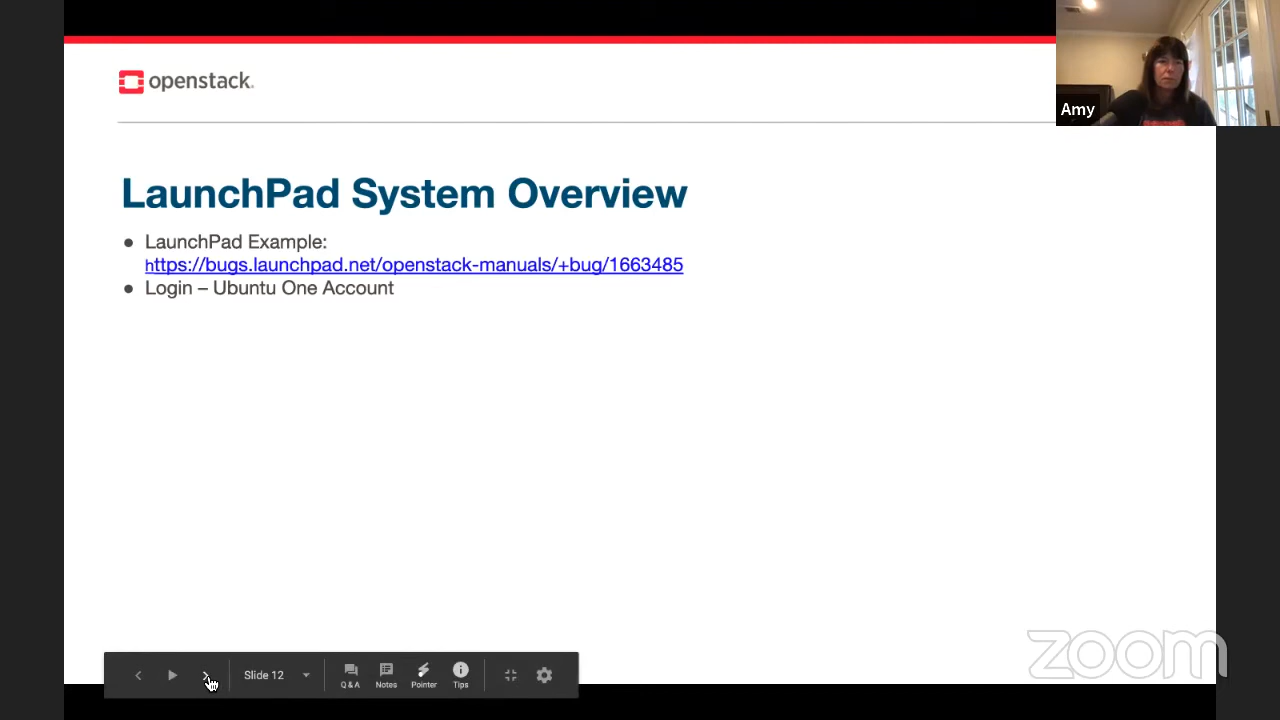 openstack.
Amy
LaunchPad System Overview
● LaunchPad Example:
https://bugs.launchpad.net/openstack-manuals/+bug/1663485
● Login – Ubuntu One Account
zoom
Slide 12
Q & A
Notes
Pointer
Tips